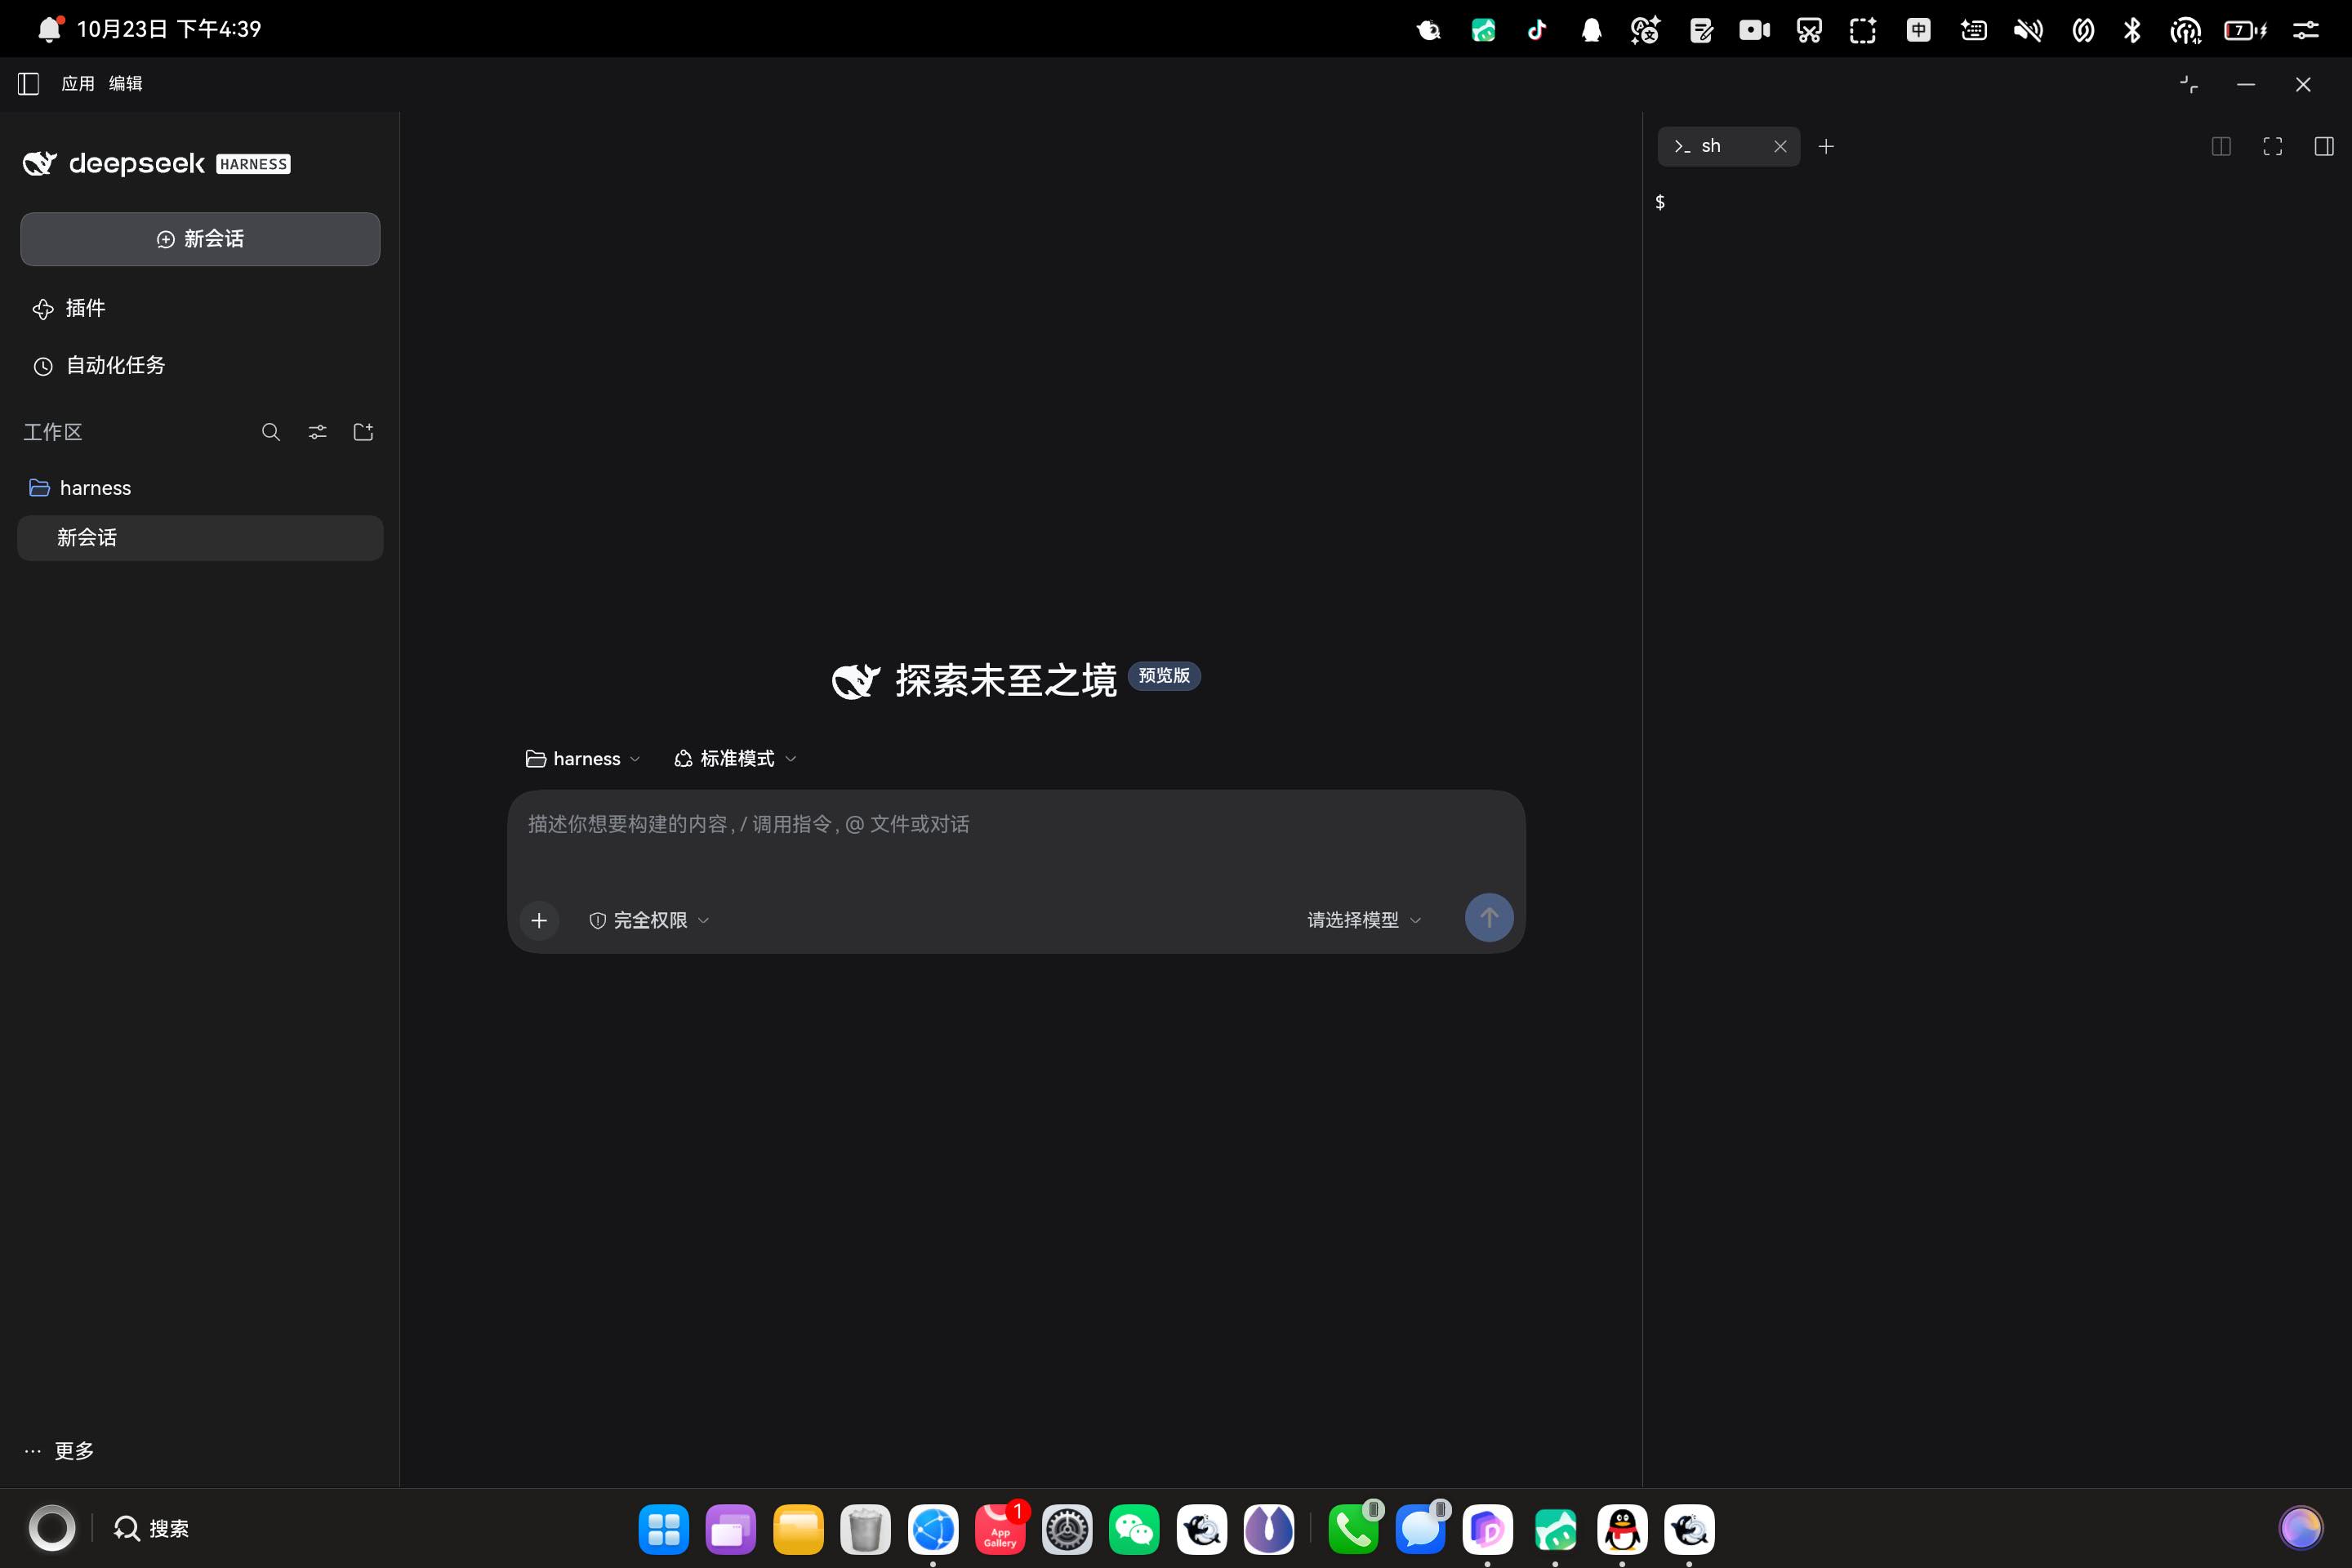 10月23日 下午4:39
中
7
应用 编辑
deepseek HARNESS
sh
新会话
$
插件
自动化任务
工作区
harness
新会话
探索未至之境 预览版
harness 标准模式
描述你想要构建的内容, / 调用指令, @ 文件或对话
完全权限 请选择模型
更多
搜索
1
App
Gallery